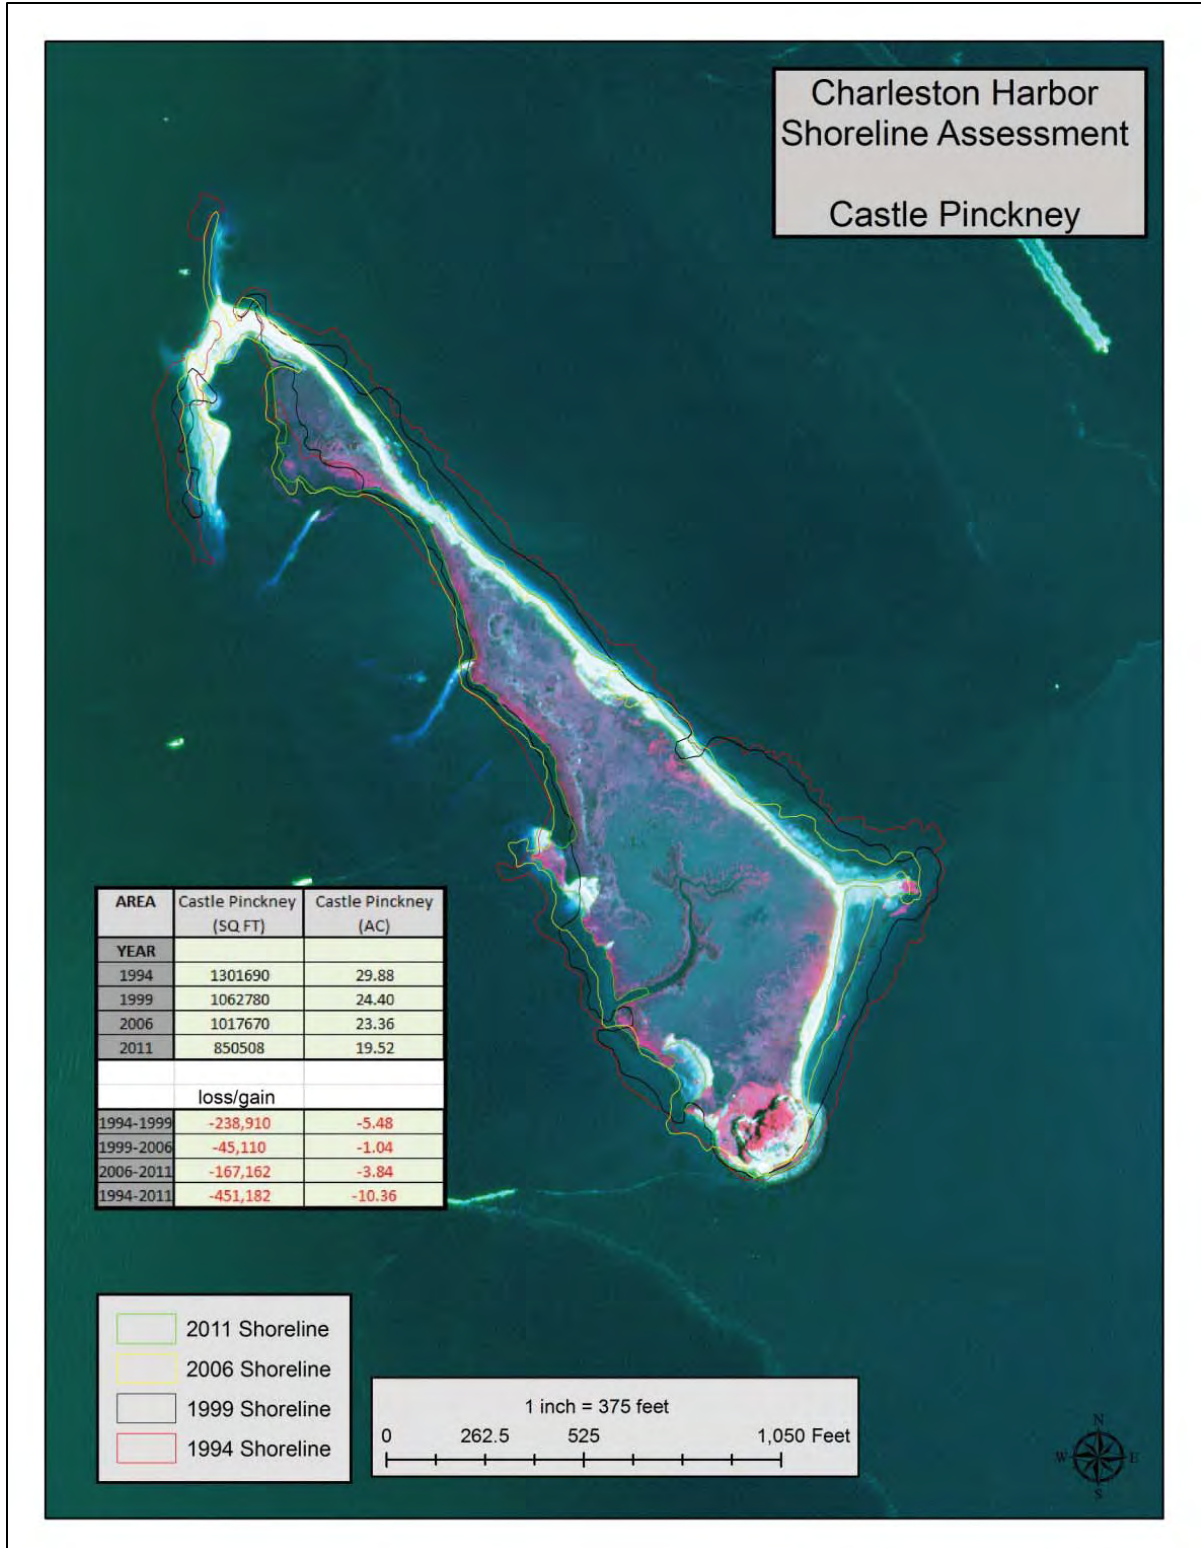 Charleston Harbor
Shoreline Assessment
Castle Pinckney
AREA Castle Pinckney (SQ FT) Castle Pinckney (AC)
YEAR
1994 1301690 29.88
1999 1062780 24.40
2006 1017670 23.36
2011 850508 19.52
loss/gain
1994-1999 -238,910 -5.48
1999-2006 -45,110 -1.04
2006-2011 -167,162 -3.84
1994-2011 -451,182 -10.36
2011 Shoreline
2006 Shoreline
1999 Shoreline
1994 Shoreline
1 inch = 375 feet
0 262.5 525 1,050 Feet
N
W E
S